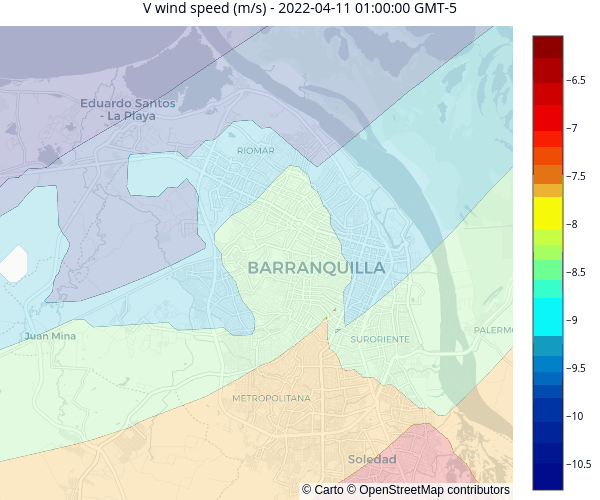 V wind speed (m/s) - 2022-04-11 01:00:00 GMT-5
Eduardo Santos
- La Playa
RIOMAR
BARRANQUILLA
Juan Mina
SURORIENTE
PALERMO
METROPOLITANA
Soledad
© Carto © OpenStreetMap contributors
−6.5
−7
−7.5
−8
−8.5
−9
−9.5
−10
−10.5